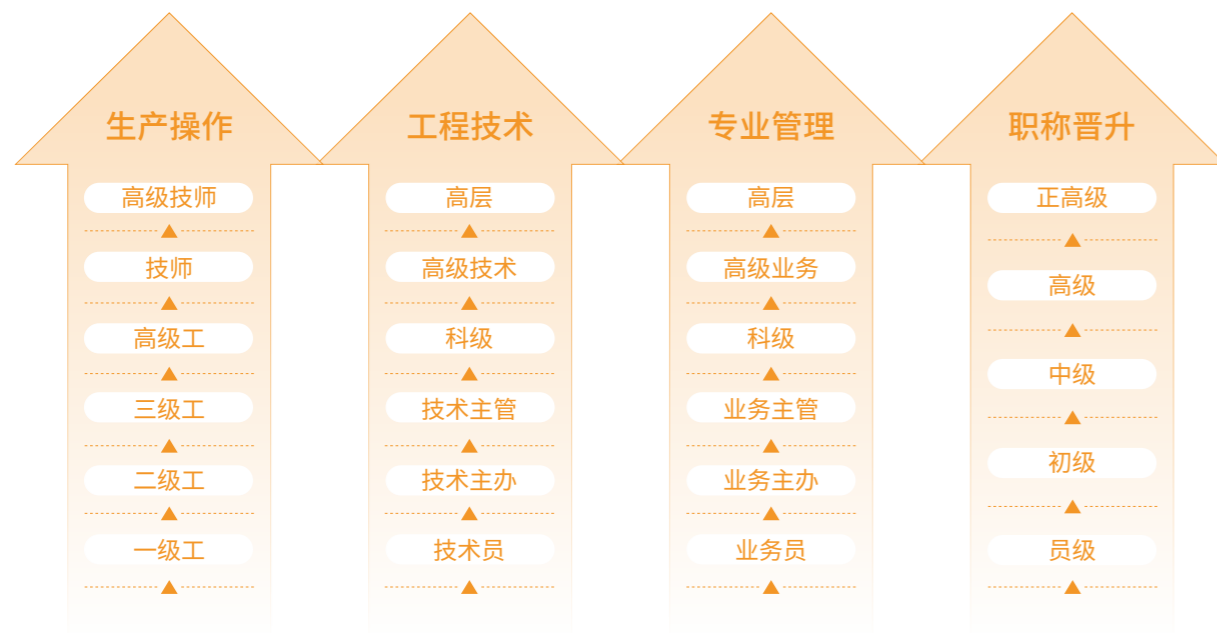 生产操作
高级技师
技师
高级工
三级工
二级工
一级工
工程技术
高层
高级技术
科级
技术主管
技术主办
技术员
专业管理
高层
高级业务
科级
业务主管
业务主办
业务员
职称晋升
正高级
高级
中级
初级
员级